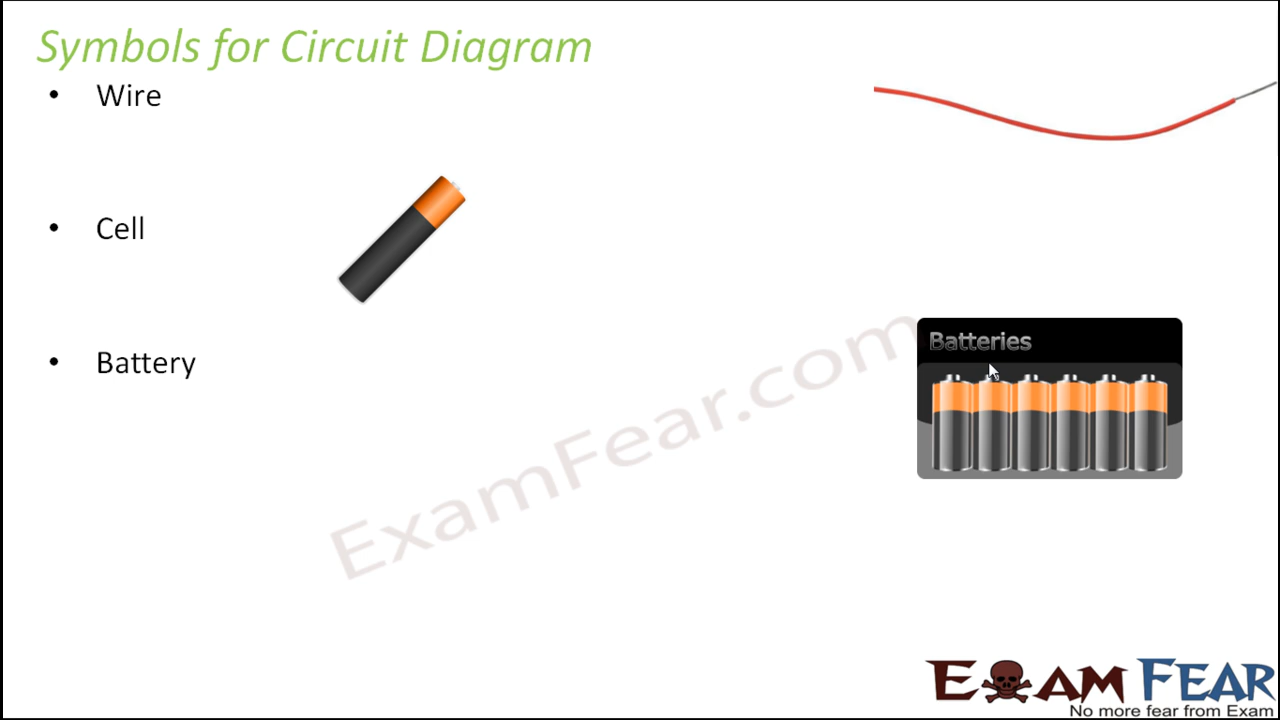 Symbols for Circuit Diagram
• Wire
• Cell
• Battery
Batteries
ExamFear.com
EXAM FEAR
No more fear from Exam